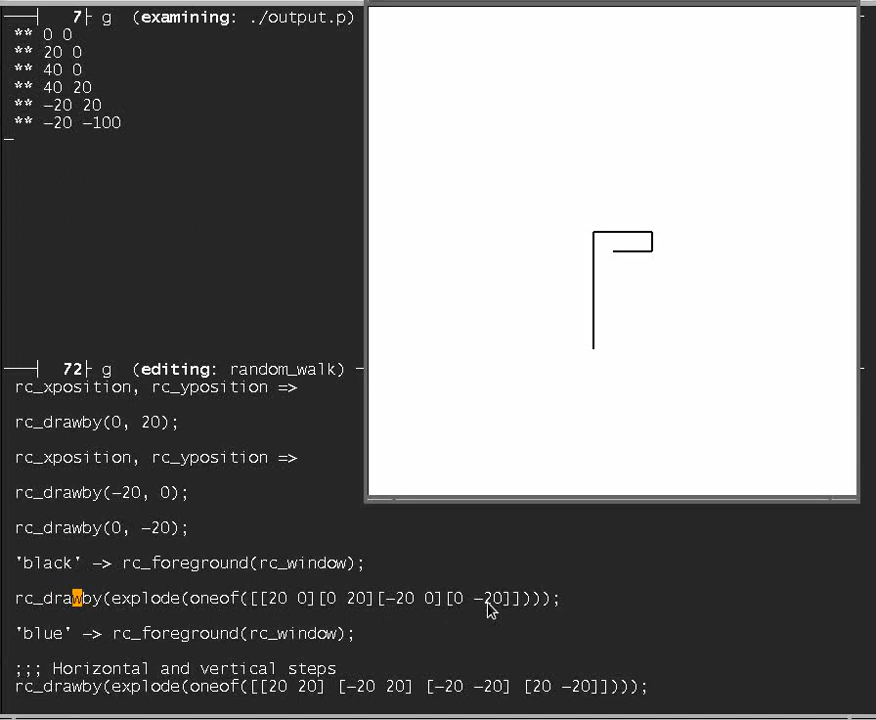 7 g (examining: ./output.p)
** 0 0
** 20 0
** 40 0
** 40 20
** -20 20
** -20 -100
72 g (editing: random_walk)
rc_xposition, rc_yposition =>
rc_drawby(0, 20);
rc_xposition, rc_yposition =>
rc_drawby(-20, 0);
rc_drawby(0, -20);
'black' -> rc_foreground(rc_window);
rc_drawby(explode(oneof([[20 0][0 20][-20 0][0 -20]])));
'blue' -> rc_foreground(rc_window);
;;; Horizontal and vertical steps
rc_drawby(explode(oneof([[20 20] [-20 20] [-20 -20] [20 -20]])));